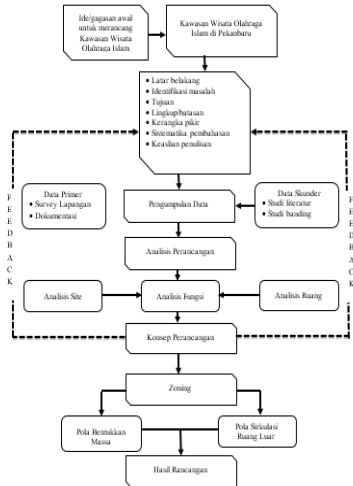 Ide/gagasan awal
untuk merancang
Kawasan Wisata
Olahraga Islam
Kawasan Wisata Olahraga
Islam di Pekanbaru
• Latar belakang
• Identifikasi masalah
• Tujuan
• Lingkup/batasan
• Kerangka pikir
• Sistematika pembahasan
• Keaslian penulisan
F
E
E
D
B
A
C
K
Data Primer
• Survey Lapangan
• Dokumentasi
Pengumpulan Data
Data Skunder
• Studi literatur
• Studi banding
F
E
E
D
B
A
C
K
Analisis Perancangan
Analisis Site
Analisis Fungsi
Analisis Ruang
Konsep Perancangan
Zoning
Pola Bentukkan
Massa
Pola Sirkulasi
Ruang Luar
Hasil Rancangan